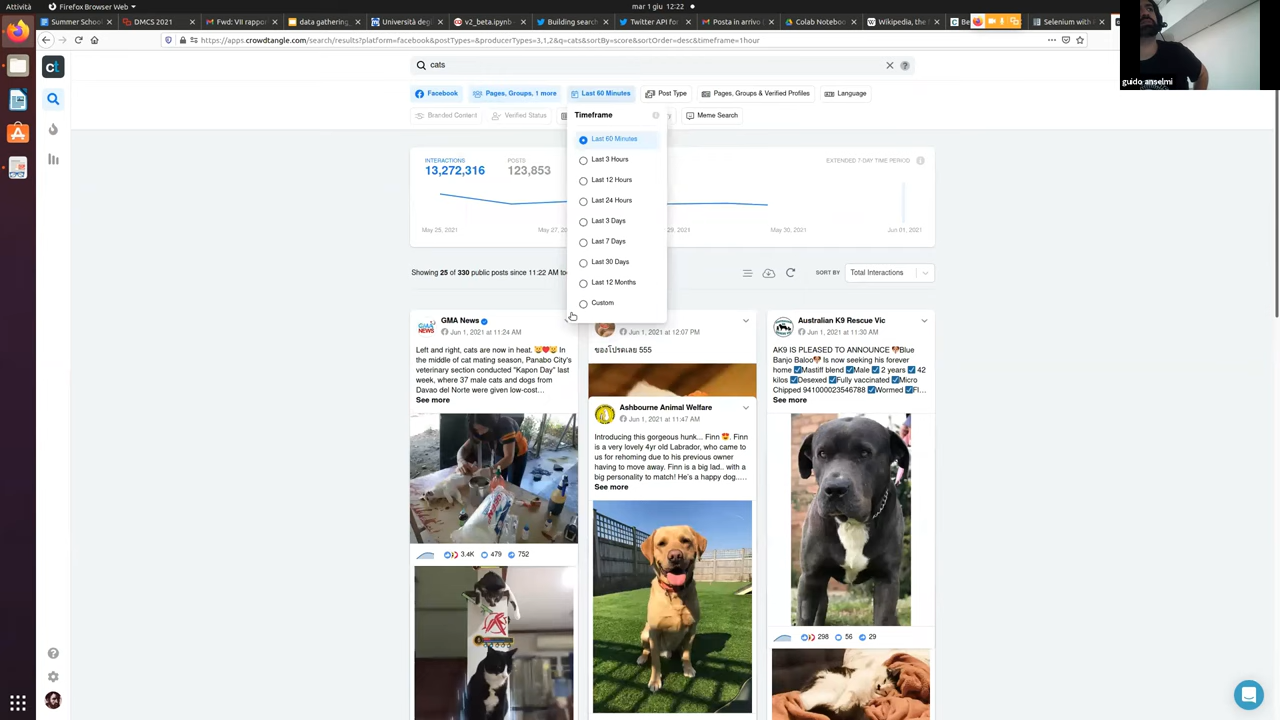 Attività
Firefox Browser Web
mar 1 giu 12:22
Summer Schoo
DMCS 2021
Fwd: VII rappor
data gathering
Università degl
v2_beta.ipynb
Building search
Twitter API for
Posta in arrivo
Colab Notebook
Wikipedia, the
Be
Selenium with
https://apps.crowdtangle.com/search/results?platform=facebook&postTypes=&producerTypes=3,1,2&q=cats&sortBy=score&sortOrder=desc&timeframe=1hour
guido anselmi
ct
cats
Facebook
Pages, Groups, 1 more
Last 60 Minutes
Post Type
Pages, Groups & Verified Profiles
Language
Branded Content
Verified Status
Meme Search
Timeframe
Last 60 Minutes
Last 3 Hours
Last 12 Hours
Last 24 Hours
Last 3 Days
Last 7 Days
Last 30 Days
Last 12 Months
Custom
INTERACTIONS
13,272,316
POSTS
123,853
EXTENDED 7-DAY TIME PERIOD
May 25, 2021
May 27, 20
29, 2021
May 30, 2021
Jun 01, 2021
Showing 25 of 330 public posts since 11:22 AM to
SORT BY
Total Interactions
GMA News
Jun 1, 2021 at 11:24 AM
Left and right, cats are now in heat. 😻❤️😻 In
the middle of cat mating season, Panabo City's
veterinary section conducted "Kapon Day" last
week, where 37 male cats and dogs from
Davao del Norte were given low-cost...
See more
3.4K
479
752
Jun 1, 2021 at 12:07 PM
ของโปรดเลย 555
Ashbourne Animal Welfare
Jun 1, 2021 at 11:47 AM
Introducing this gorgeous hunk... Finn 😍. Finn
is a very lovely 4yr old Labrador, who came to
us for rehoming due to his previous owner
having to move away. Finn is a big lad.. with a
big personality to match! He's a happy dog.....
See more
Australian K9 Rescue Vic
Jun 1, 2021 at 11:30 AM
AK9 IS PLEASED TO ANNOUNCE 🐕Blue
Banjo Baloo🐕 Is now seeking his forever
home ☑Mastiff blend ☑Male ☑ 2 years ☑ 42
kilos ☑Desexed ☑Fully vaccinated ☑Micro
Chipped 941000023546788 ☑Wormed ☑Fl...
See more
298
56
29